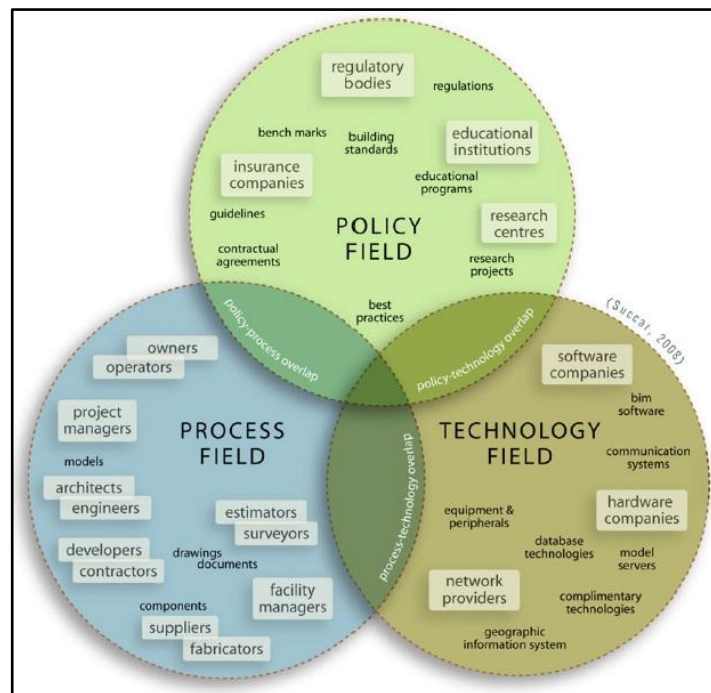 regulatory
bodies
regulations
bench marks
building
standards
educational
institutions
insurance
companies
educational
programs
guidelines
POLICY
FIELD
research
centres
contractual
agreements
research
projects
best
practices
policy-process overlap
policy-technology overlap
(Succar, 2008)
owners
operators
project
managers
PROCESS
FIELD
models
architects
engineers
estimators
surveyors
developers
contractors
drawings
documents
facility
managers
components
suppliers
fabricators
process-technology overlap
software
companies
bim
software
TECHNOLOGY
FIELD
communication
systems
equipment &
peripherals
hardware
companies
database
technologies
model
servers
network
providers
complimentary
technologies
geographic
information system